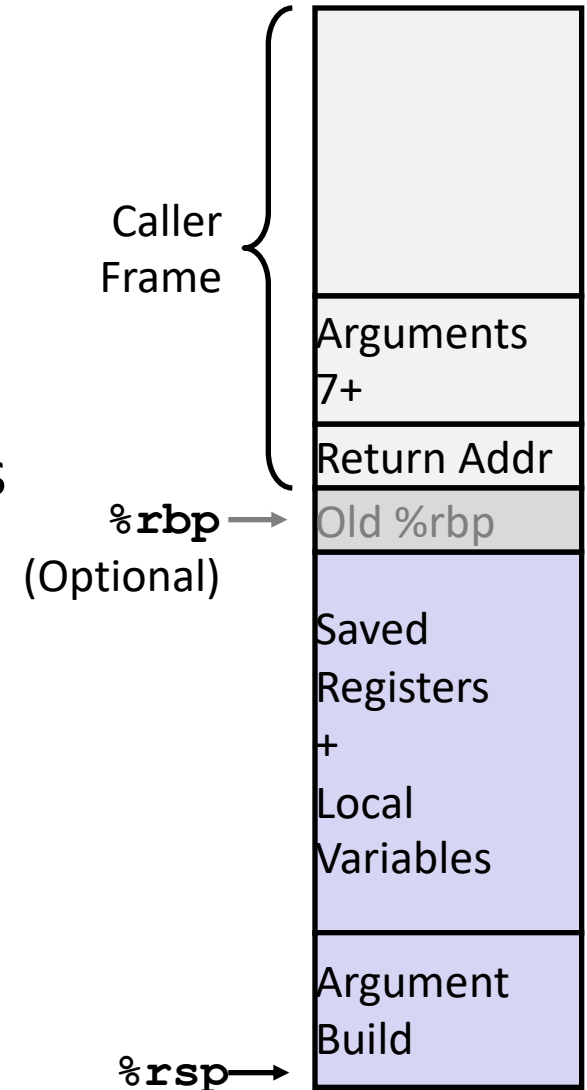 Caller
Frame
Arguments
7+
Return Addr
s
%rbp
Old %rbp
(Optional)
Saved
Registers
+
Local
Variables
Argument
Build
%rsp